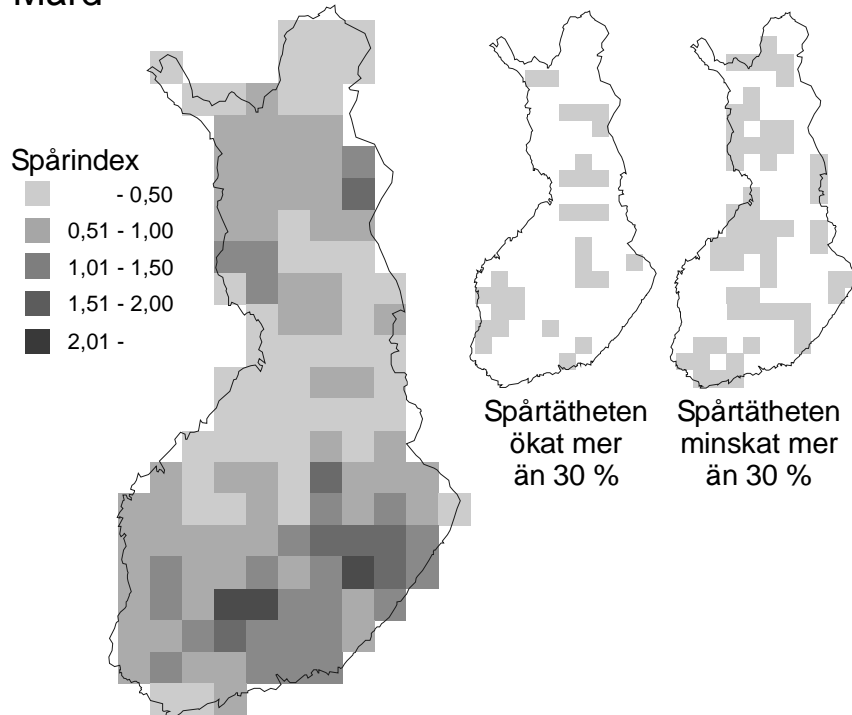 Mård
Spårindex
- 0,50
0,51 - 1,00
1,01 - 1,50
1,51 - 2,00
2,01 -
Spårtätheten
ökat mer
än 30 %
Spårtätheten
minskat mer
än 30 %